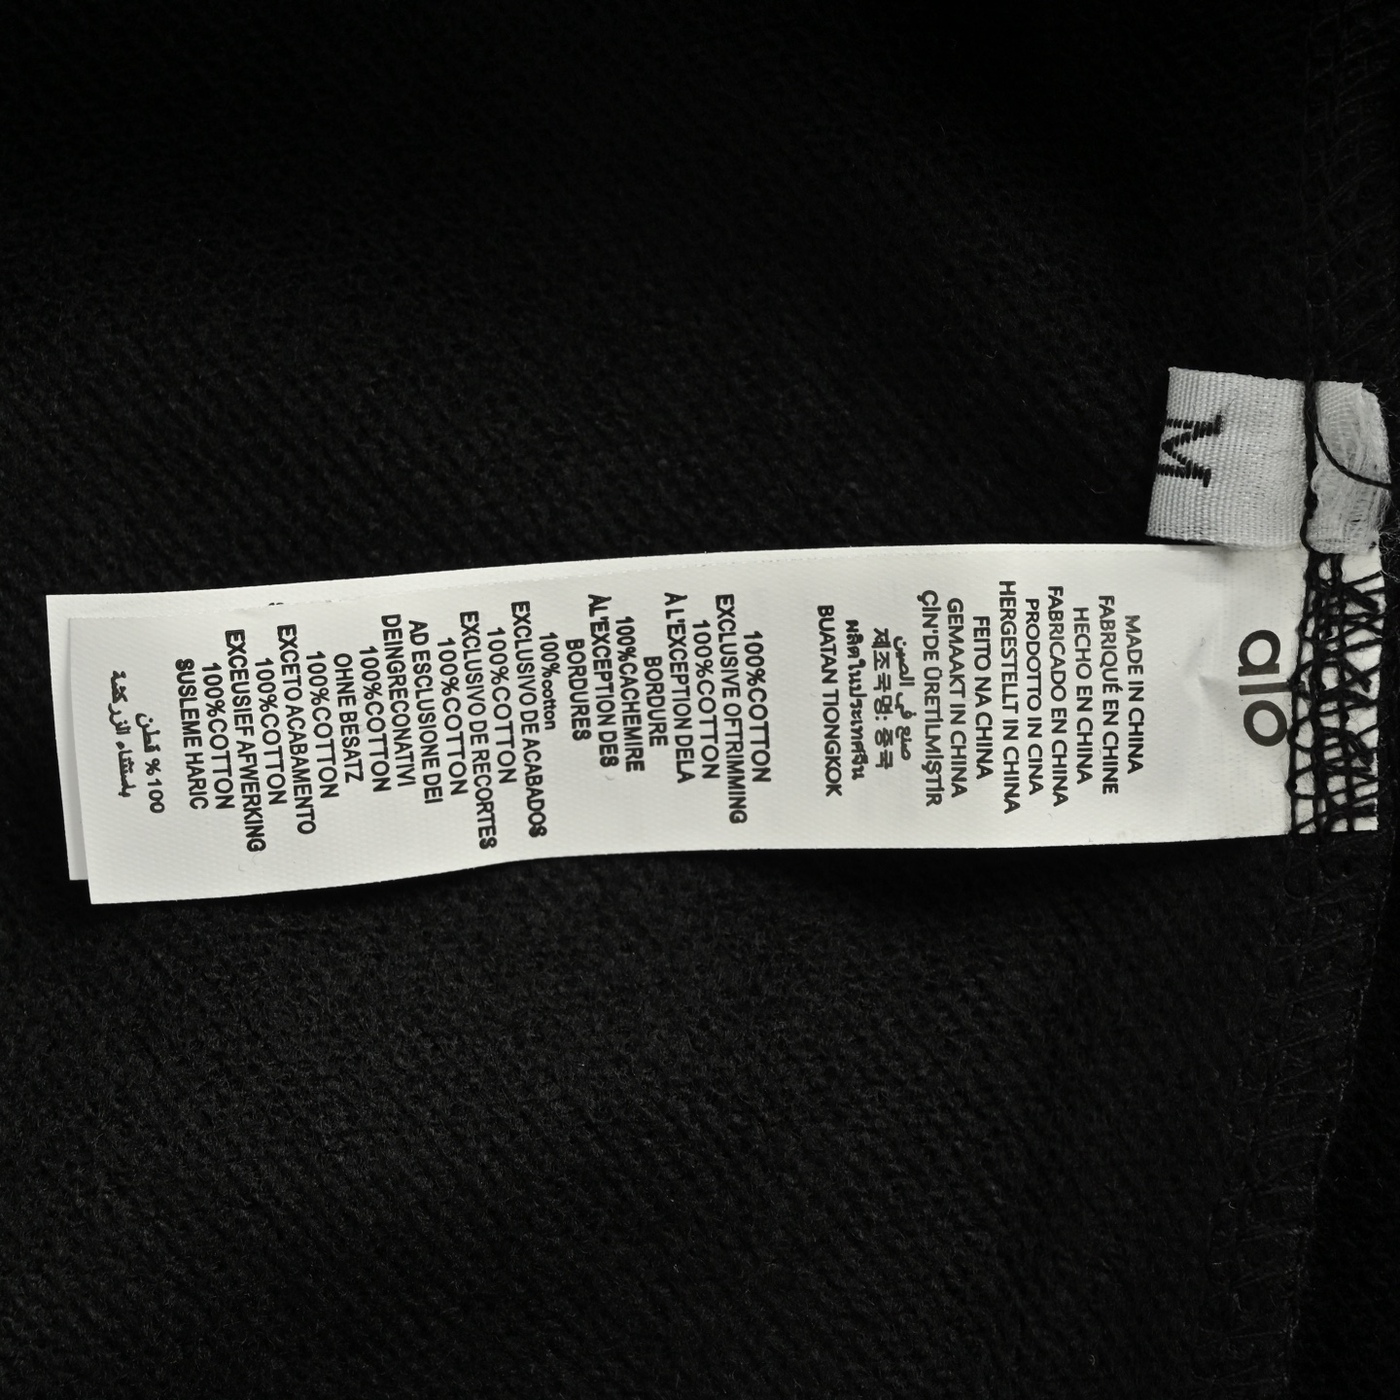 M
alo
MADE IN CHINA
FABRIQUÉ EN CHINE
HECHO EN CHINA
FABRICADO EN CHINA
PRODOTTO IN CINA
HERGESTELLT IN CHINA
FEITO NA CHINA
GEMAAKT IN CHINA
ÇİN'DE ÜRETİLMİŞTİR
صنع في الصين
제조국명: 중국
ผลิตในประเทศจีน
BUATAN TIONGKOK
100%COTTON
EXCLUSIVE OFTRIMMING
100%COTTON
À L'EXCEPTION DELA
BORDURE
100%CACHEMIRE
ÀL'EXCEPTION DES
BORDURES
100%ootton
EXCLUSIVO DE ACABADOS
100%COTTON
EXCLUSIVO DE RECORTES
100%COTTON
AD ESCLUSIONE DEI
DEINGRECONATIVI
100%COTTON
OHNE BESATZ
100%COTTON
EXCETO ACABAMENTO
100%COTTON
EXCEUSIEF AFWERKING
100%COTTON
SUSLEME HARIC
100% قطن
باستثناء الزركشة